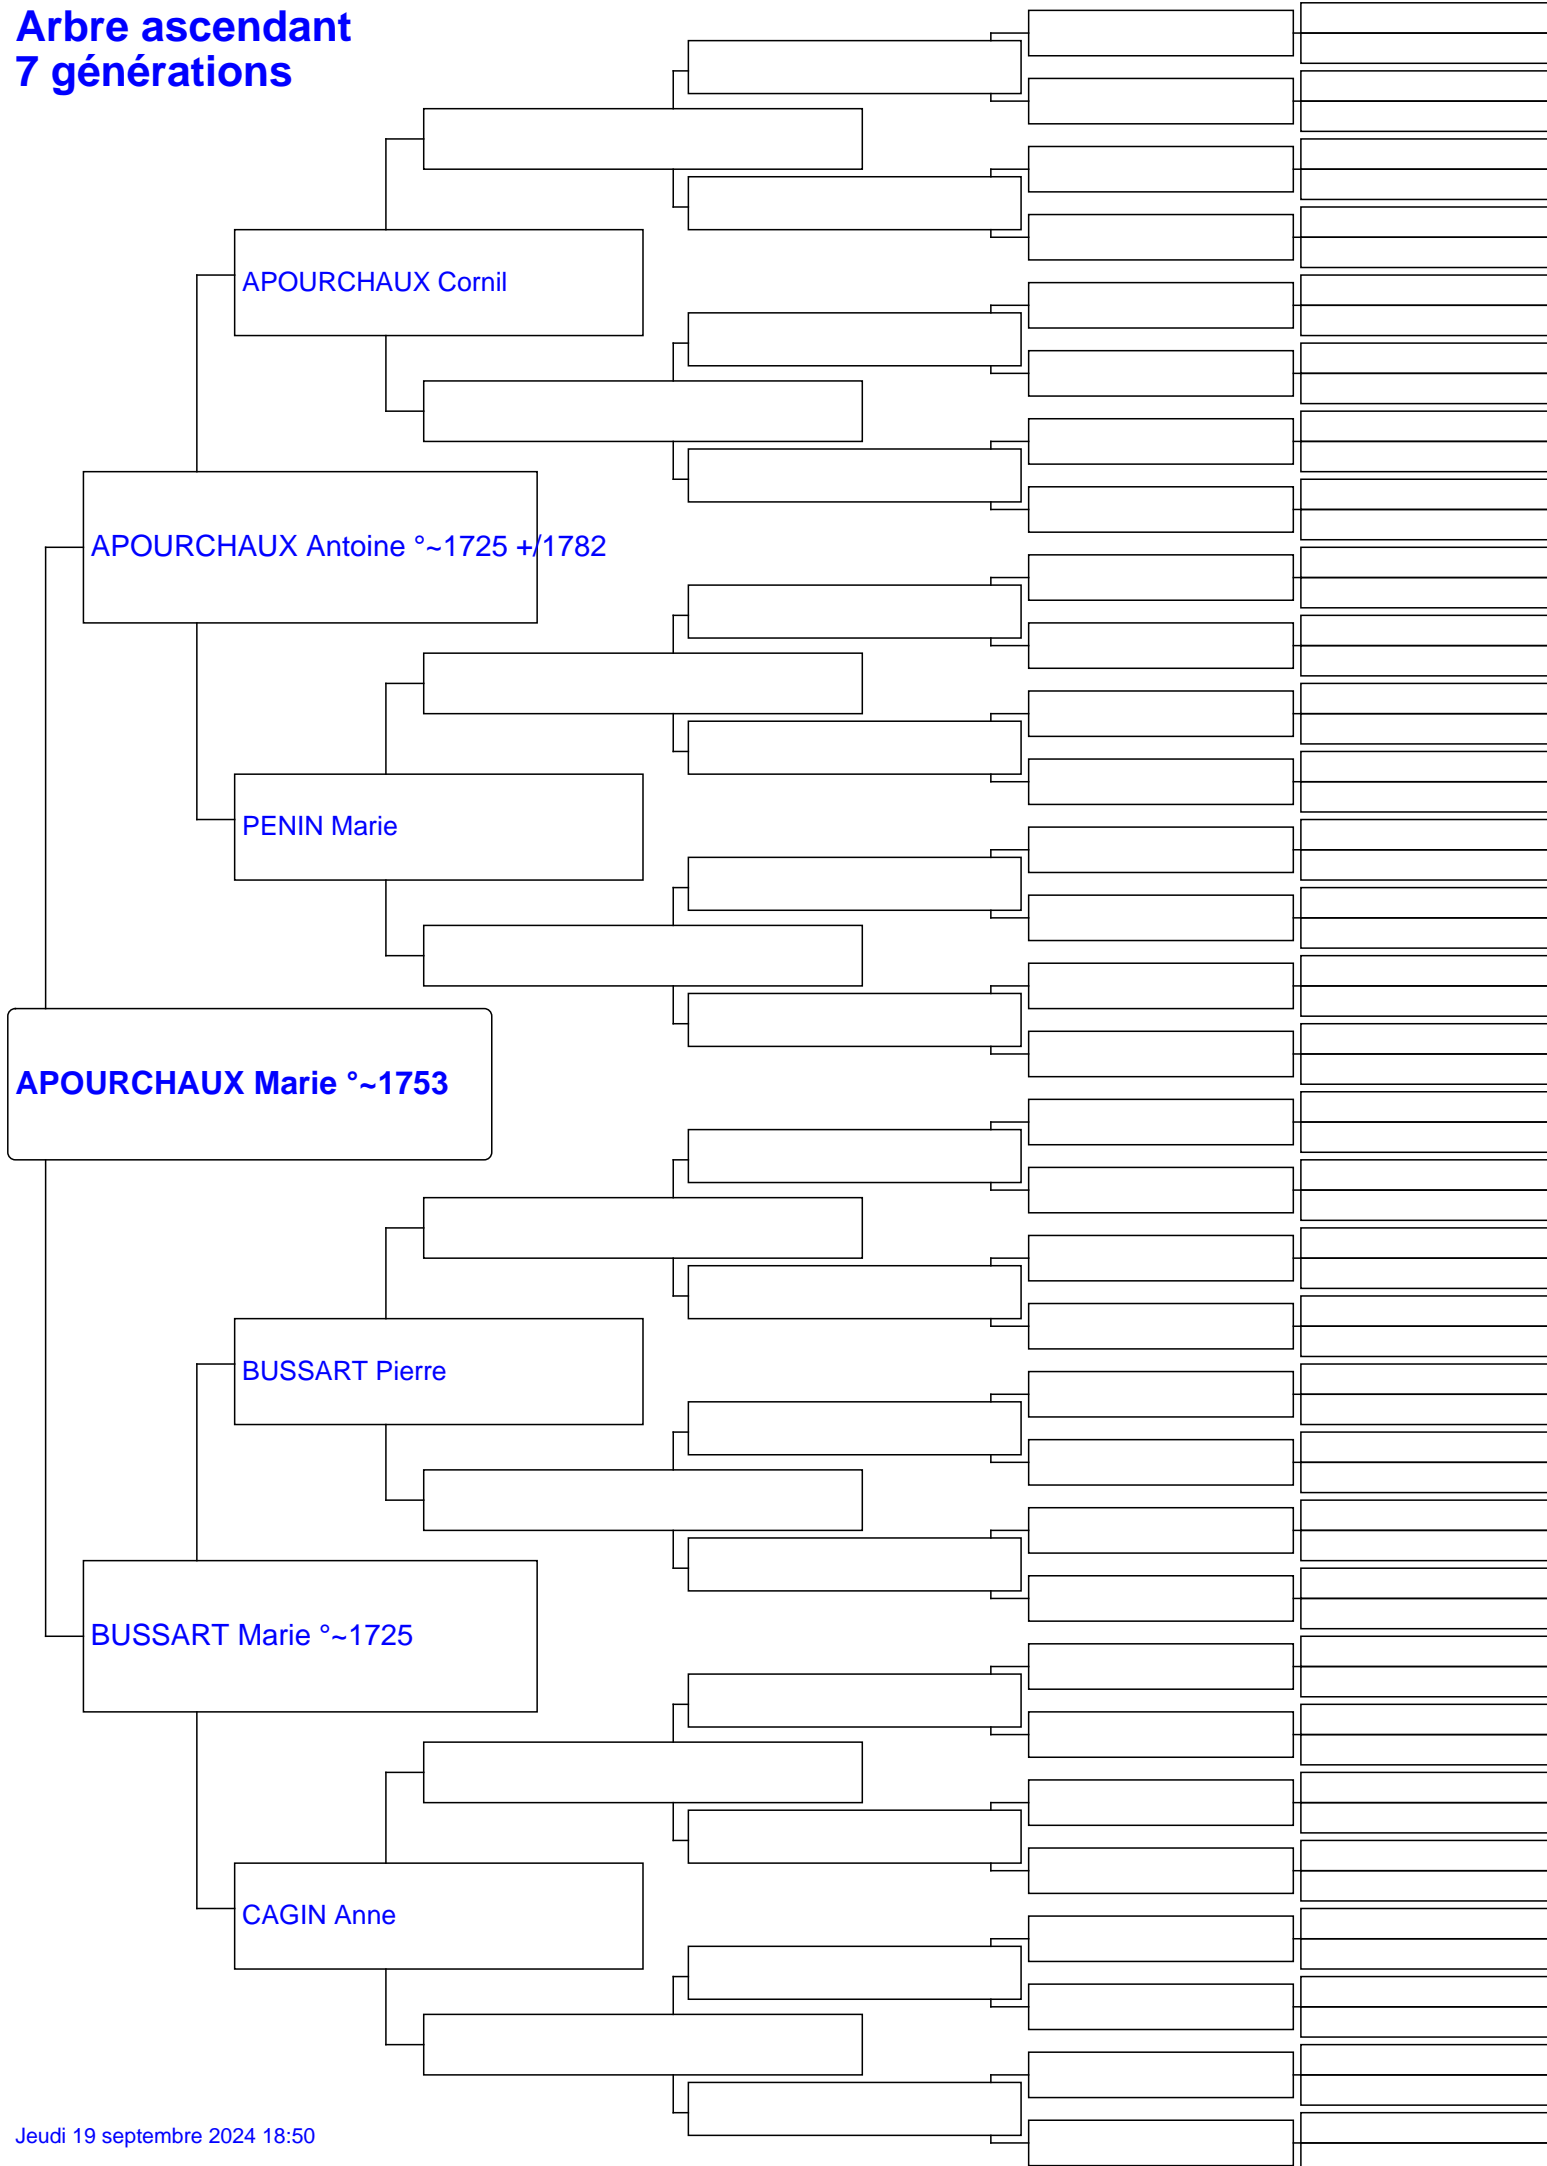 Arbre ascendant
7 générations
APOURCHAUX Cornil
APOURCHAUX Antoine °~1725 +/1782
PENIN Marie
APOURCHAUX Marie °~1753
BUSSART Pierre
BUSSART Marie °~1725
CAGIN Anne
Jeudi 19 septembre 2024 18:50